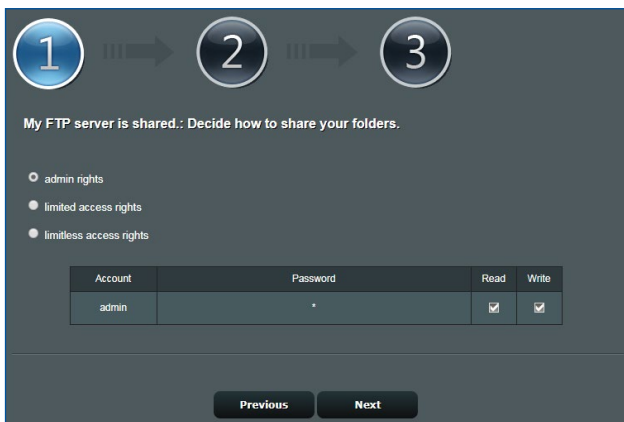 1 2 3
My FTP server is shared.: Decide how to share your folders.
admin rights
limited access rights
limitless access rights
Account Password Read Write
admin *
Previous Next